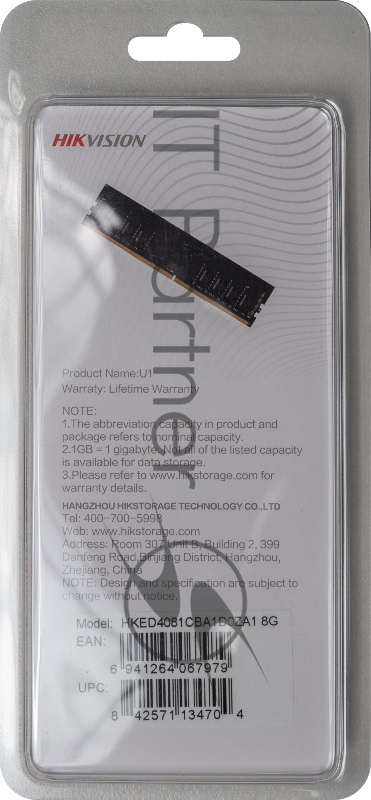 HIKVISION
IT Partner
Product Name:U1
Warraty: Lifetime Warranty
NOTE:
1.The abbreviation capacity in product and
package refers to nominal capacity.
2.1GB = 1 gigabyte. Not all of the listed capacity
is available for data storage.
3.Please refer to www.hikstorage.com for
warranty details.
HANGZHOU HIKSTORAGE TECHNOLOGY CO.,LTD
Tel: 400-700-5998
Wob: www.hikstorage.com
Address: Room 307, Unit B, Building 2, 399
Danfeng Road,Binjiang District, Hangzhou,
Zhejiang, China
NOTE: Design and specification are subject to
change without notice.
Model: HKED4081CBA1D0ZA1 8G
EAN:
6 941264 067979
UPC:
8 42571 13470 4